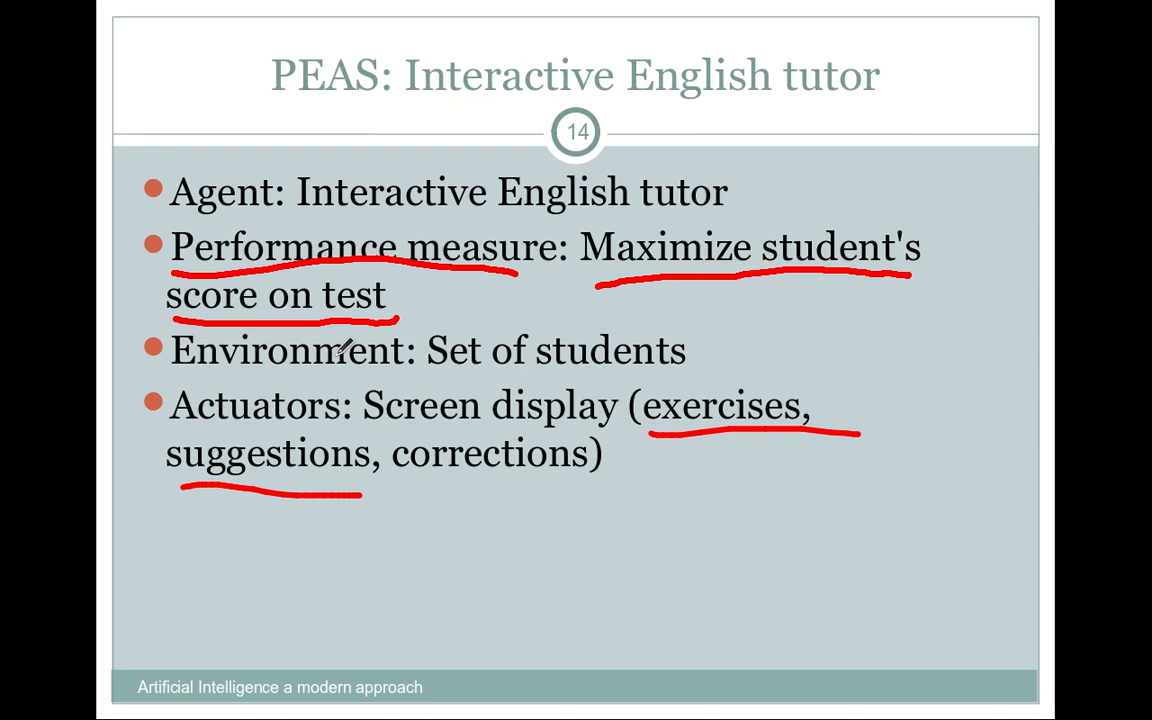 PEAS: Interactive English tutor
14
Agent: Interactive English tutor
Performance measure: Maximize student's
score on test
Environment: Set of students
Actuators: Screen display (exercises,
suggestions, corrections)
Artificial Intelligence a modern approach